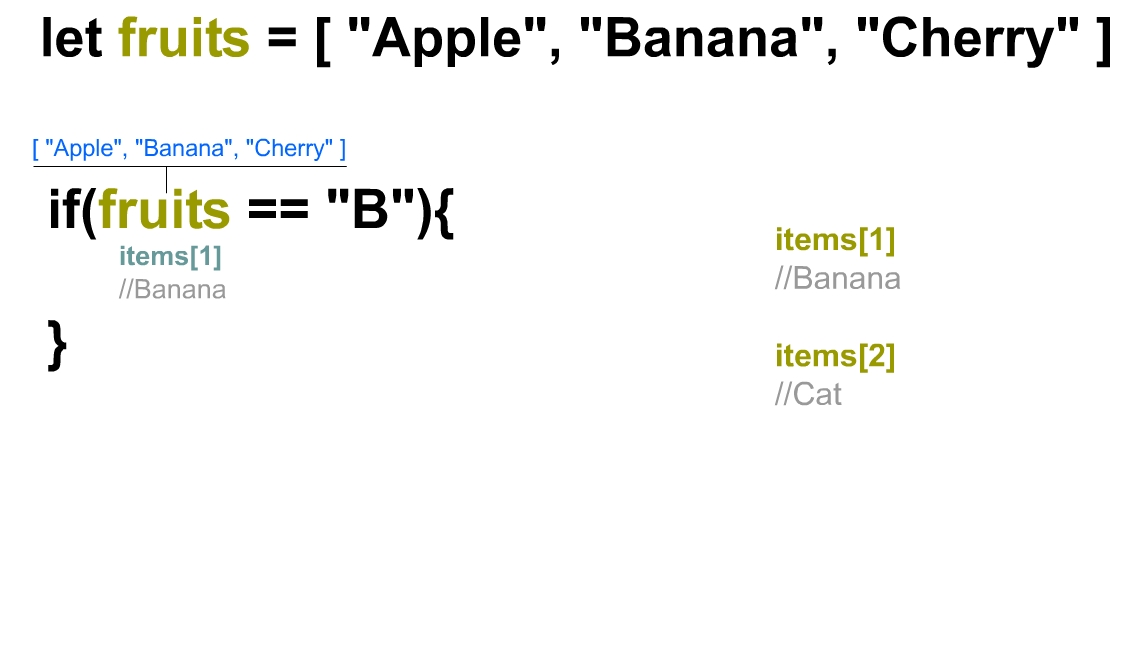 let fruits = [ "Apple", "Banana", "Cherry" ]
[ "Apple", "Banana", "Cherry" ]
if(fruits == "B"){
items[1]
//Banana
}
items[1]
//Banana
items[2]
//Cat